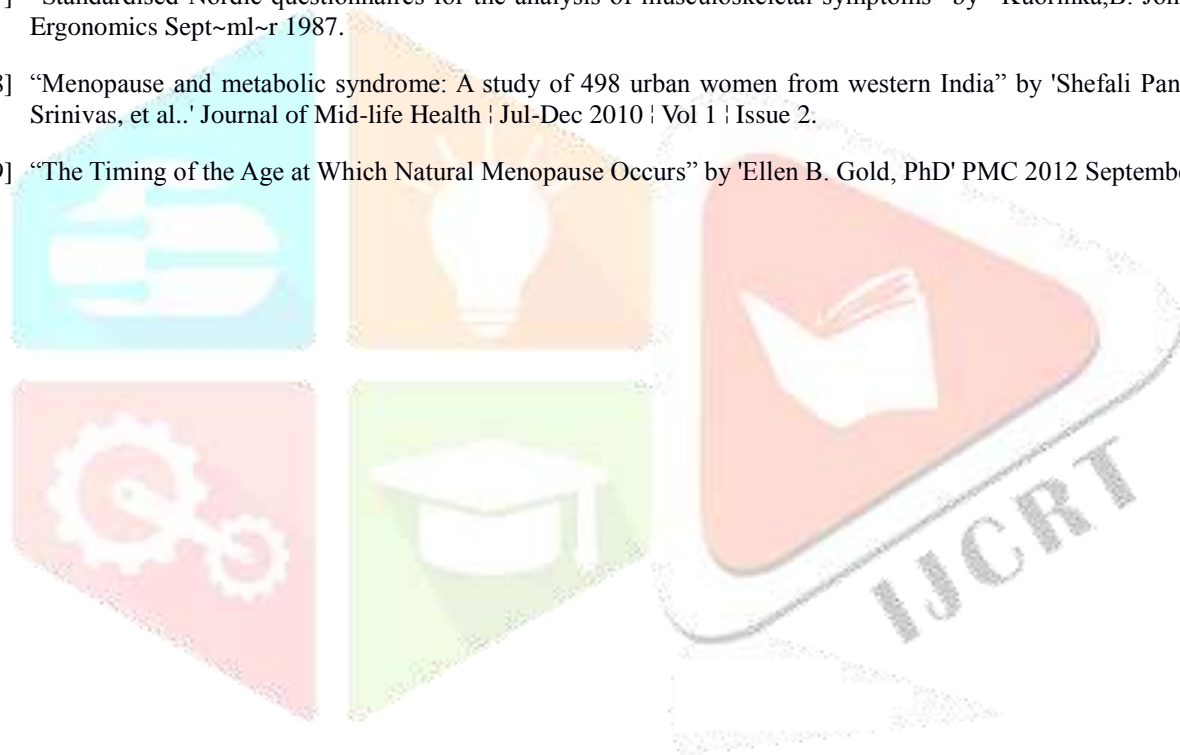 ] "Standardised Nordic questionnaires for the analysis of musculoskeletal symptoms" by "Kuorinka,B.
Ergonomics Sept~ml~r 1987.
] “Menopause and metabolic syndrome: A study of 498 urban women from western India” by 'Shefali Pan
Srinivas, et al..' Journal of Mid-life Health ¦ Jul-Dec 2010 ¦ Vol 1 ¦ Issue 2.
] “The Timing of the Age at Which Natural Menopause Occurs” by 'Ellen B. Gold, PhD' PMC 2012 Septemb
IJCRT